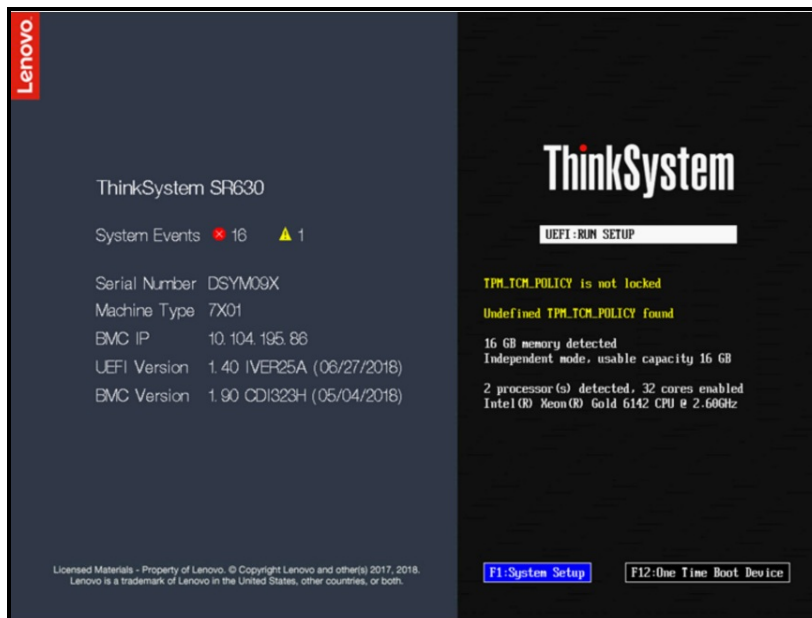 Lenovo.
ThinkSystem SR630
System Events 16 1
Serial Number DSYM09X
Machine Type 7X01
BMC IP 10.104.195.86
UEFI Version 1.40 IVER25A (06/27/2018)
BMC Version 1.90 CDI323H (05/04/2018)
Licensed Materials - Property of Lenovo. © Copyright Lenovo and other(s) 2017, 2018.
Lenovo is a trademark of Lenovo in the United States, other countries, or both.
ThinkSystem
UEFI:RUN SETUP
TPM_TCM_POLICY is not locked
Undefined TPM_TCM_POLICY found
16 GB memory detected
Independent mode, usable capacity 16 GB
2 processor(s) detected, 32 cores enabled
Intel(R) Xeon(R) Gold 6142 CPU @ 2.60GHz
F1:System Setup
F12:One Time Boot Device